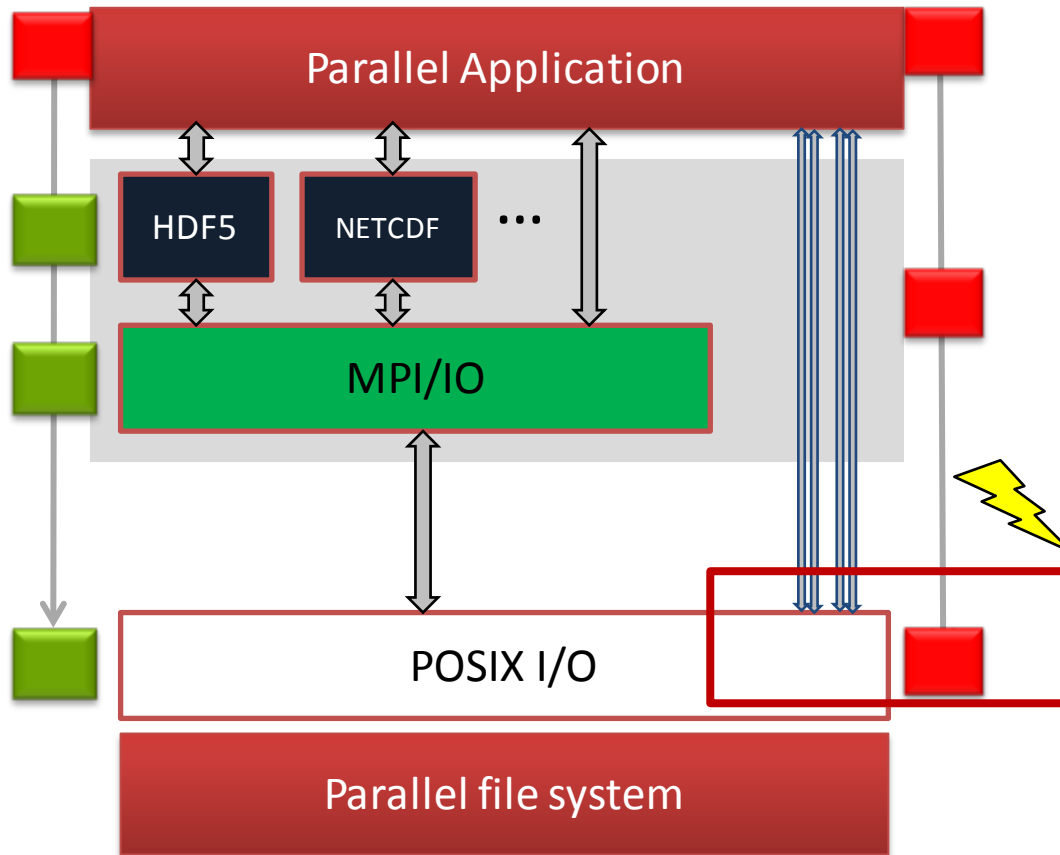 Parallel Application
HDF5
NETCDF
...
MPI/IO
POSIX I/O
Parallel file system